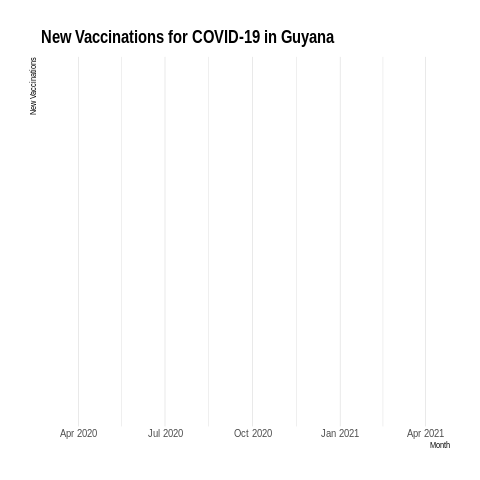 New Vaccinations for COVID-19 in Guyana
New Vaccinations
Apr 2020 Jul 2020 Oct 2020 Jan 2021 Apr 2021
Month